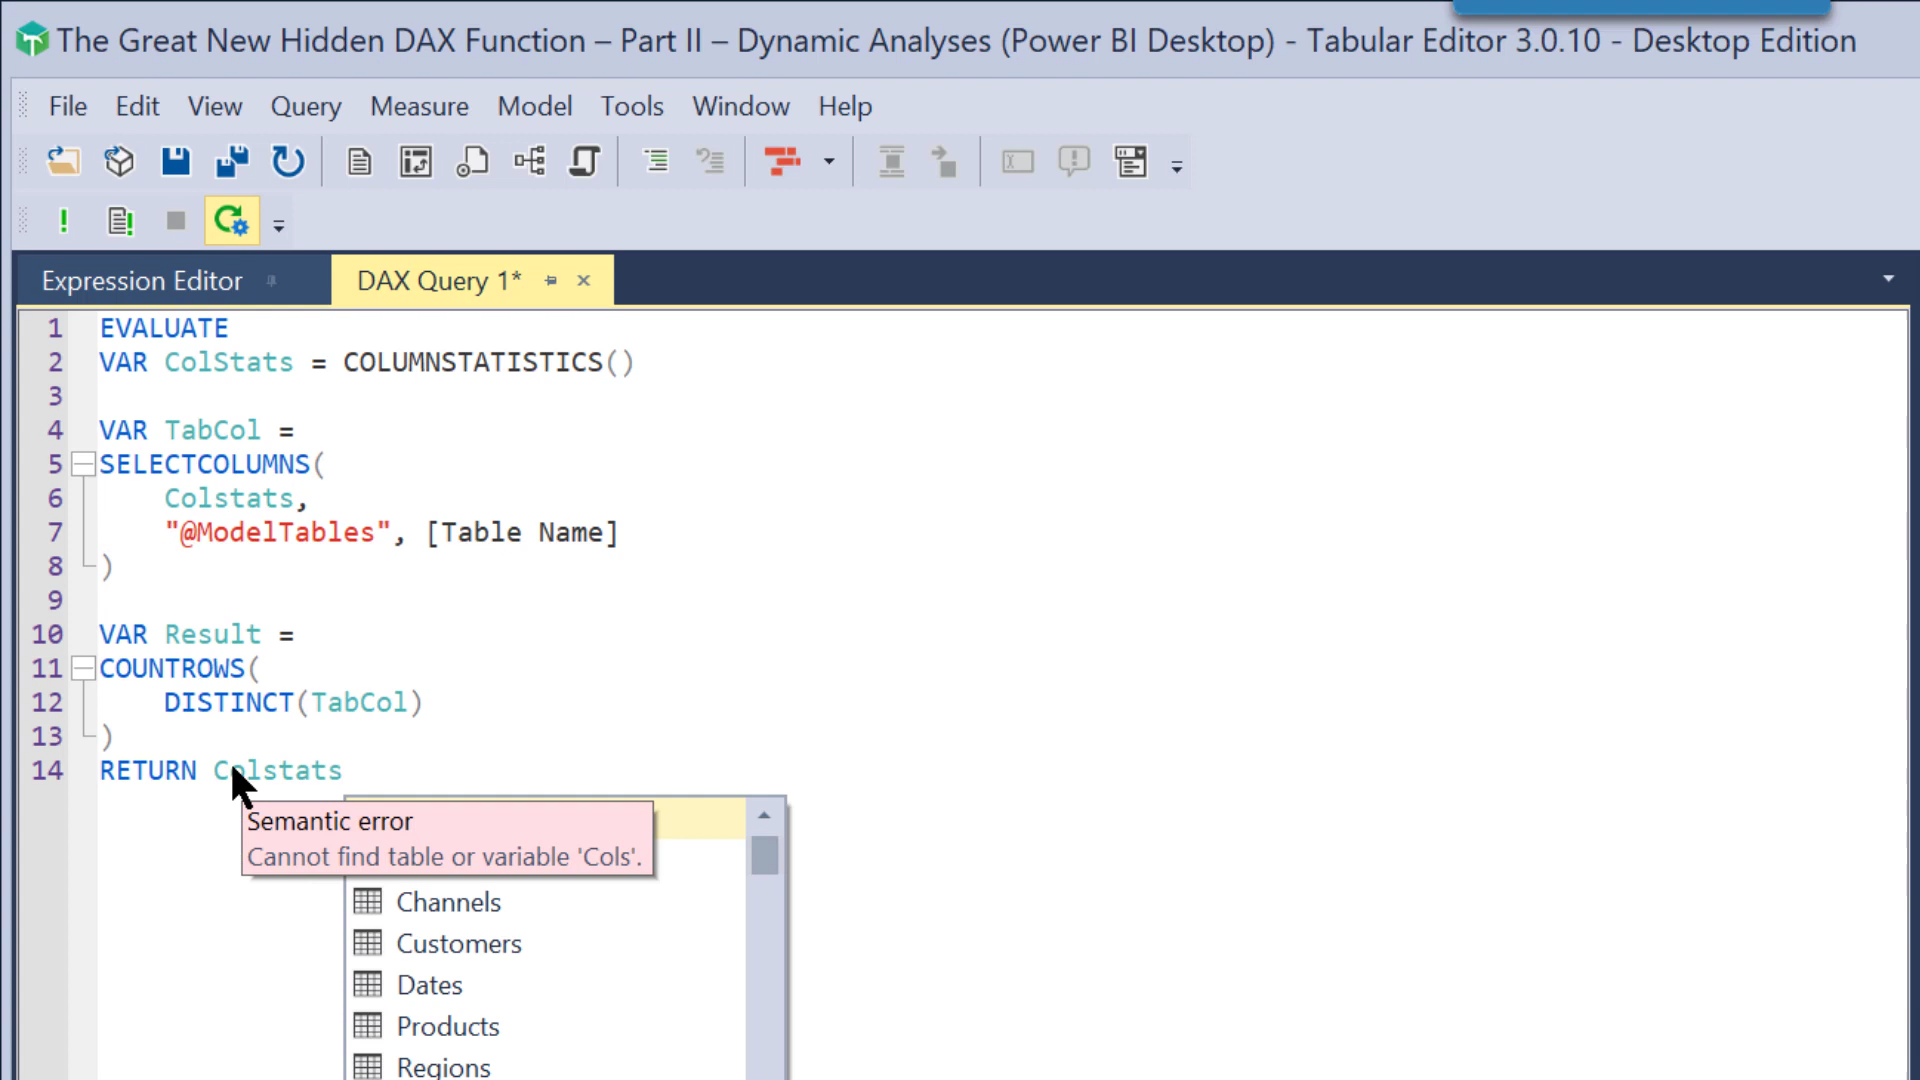 The Great New Hidden DAX Function – Part II – Dynamic Analyses (Power BI Desktop) - Tabular Editor 3.0.10 - Desktop Edition
File Edit View Query Measure Model Tools Window Help
Expression Editor DAX Query 1*
1 EVALUATE
2 VAR ColStats = COLUMNSTATISTICS()
3
4 VAR TabCol =
5 SELECTCOLUMNS(
6 Colstats,
7 "@ModelTables", [Table Name]
8 )
9
10 VAR Result =
11 COUNTROWS(
12 DISTINCT(TabCol)
13 )
14 RETURN Colstats
Semantic error
Cannot find table or variable 'Cols'.
Channels
Customers
Dates
Products
Regions